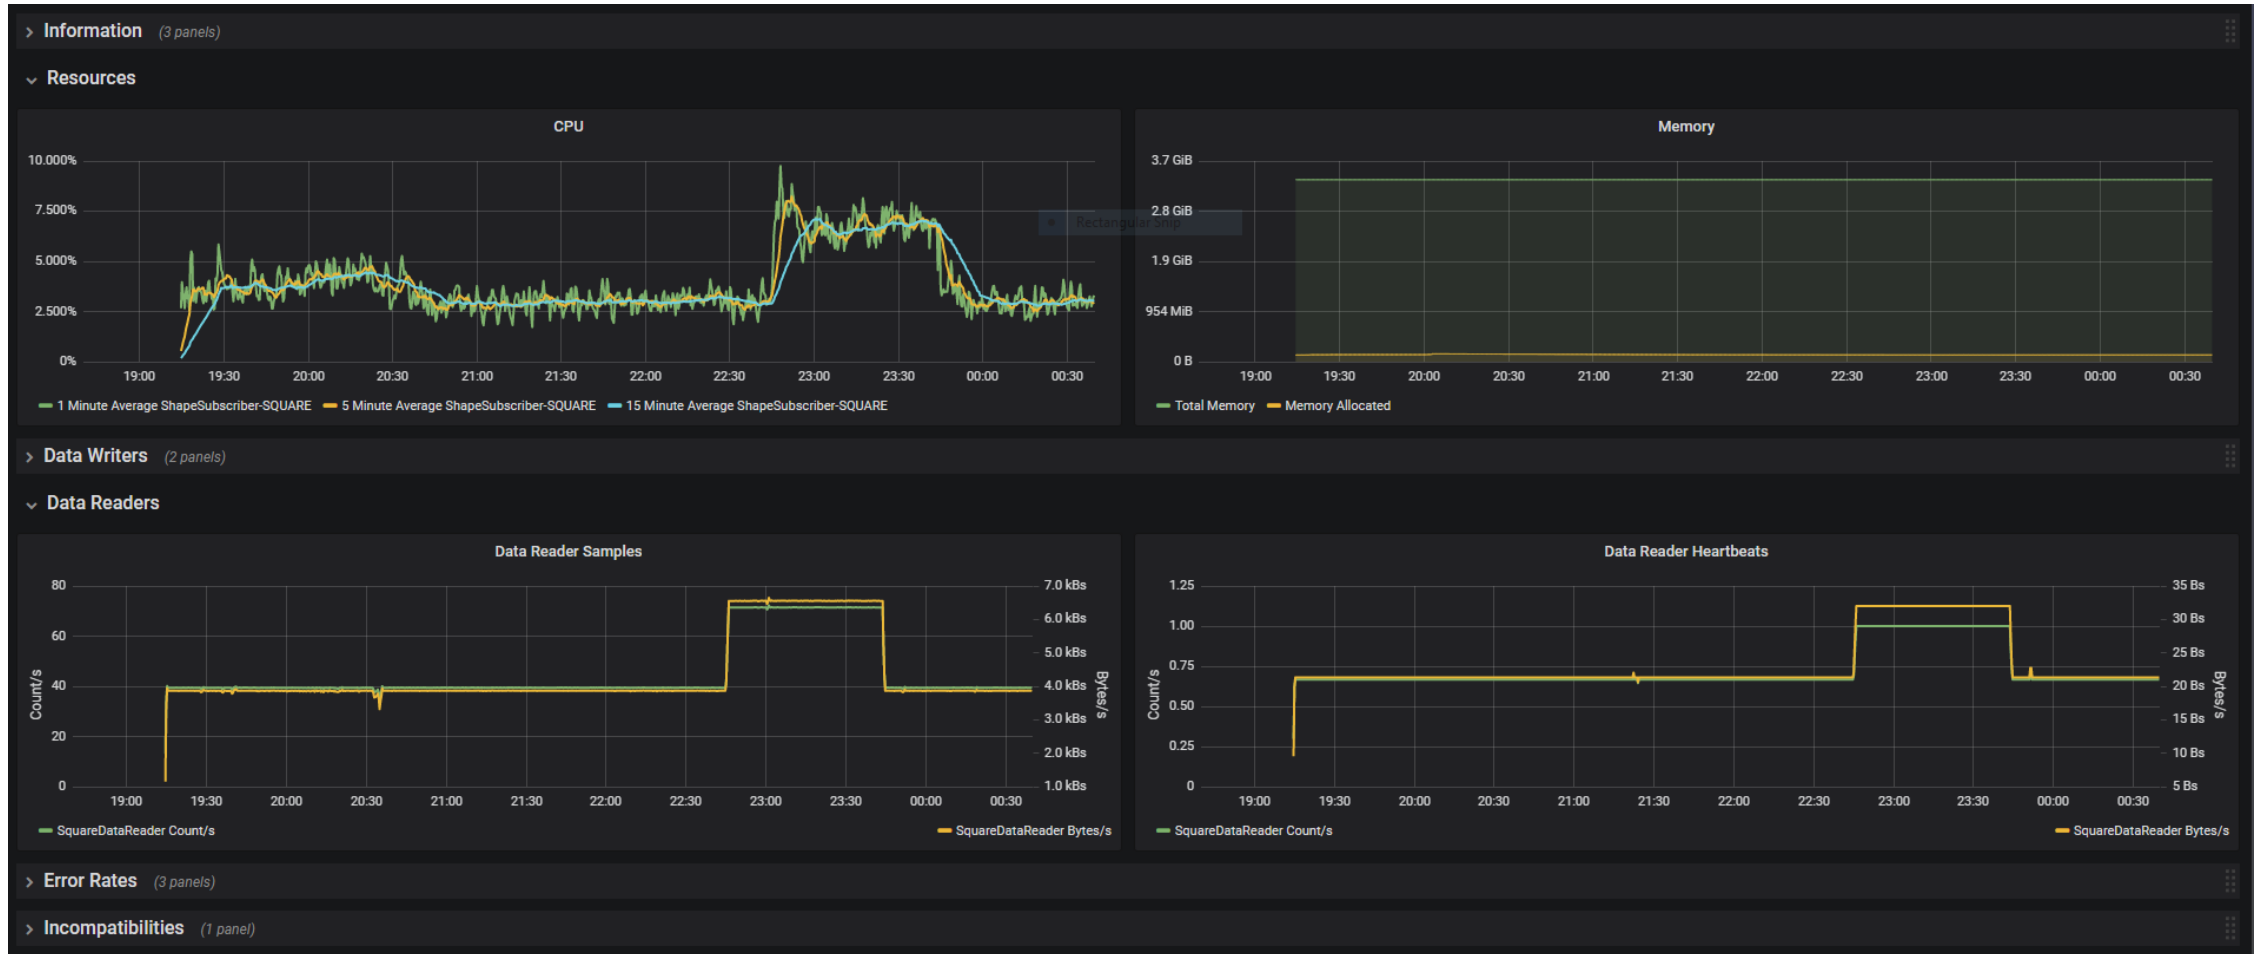 Information (3 panels)
Resources
CPU
10.000%
7.500%
5.000%
2.500%
0%
19:00 19:30 20:00 20:30 21:00 21:30 22:00 22:30 23:00 23:30 00:00 00:30
1 Minute Average ShapeSubscriber-SQUARE 5 Minute Average ShapeSubscriber-SQUARE 15 Minute Average ShapeSubscriber-SQUARE
Memory
3.7 GiB
2.8 GiB
1.9 GiB
954 MiB
0 B
19:00 19:30 20:00 20:30 21:00 21:30 22:00 22:30 23:00 23:30 00:00 00:30
Total Memory Memory Allocated
Rectangular Snip
Data Writers (2 panels)
Data Readers
Data Reader Samples
80
60
40
20
0
Count/s
7.0 kBs
6.0 kBs
5.0 kBs
4.0 kBs
3.0 kBs
2.0 kBs
1.0 kBs
Bytes/s
19:00 19:30 20:00 20:30 21:00 21:30 22:00 22:30 23:00 23:30 00:00 00:30
SquareDataReader Count/s SquareDataReader Bytes/s
Data Reader Heartbeats
1.25
1.00
0.75
0.50
0.25
0
Count/s
35 Bs
30 Bs
25 Bs
20 Bs
15 Bs
10 Bs
5 Bs
Bytes/s
19:00 19:30 20:00 20:30 21:00 21:30 22:00 22:30 23:00 23:30 00:00 00:30
SquareDataReader Count/s SquareDataReader Bytes/s
Error Rates (3 panels)
Incompatibilities (1 panel)